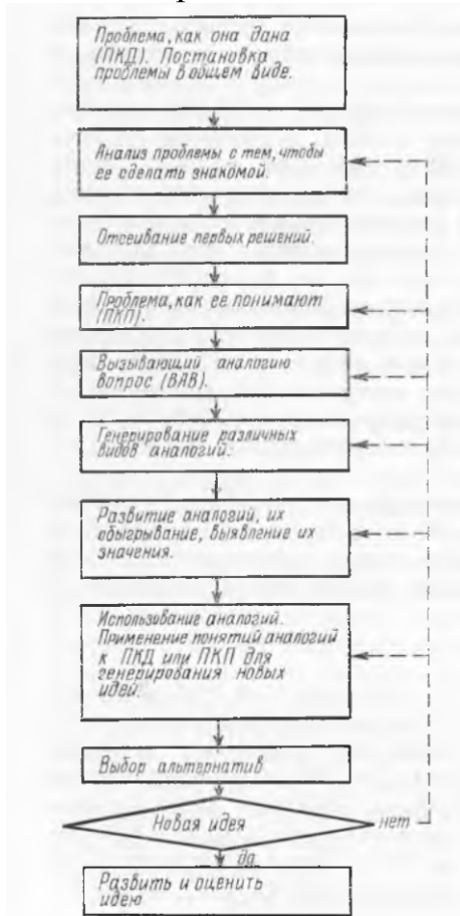 Проблема, как она дана
(ПКД). Постановка
проблемы в общем виде.
Анализ проблемы с тем, чтобы
ее сделать знакомой.
Отсеивание первых решений.
Проблема, как ее понимают
(ПКП).
Вызывающий аналогию
вопрос (ВАВ).
Генерирование различных
видов аналогий.
Развитие аналогий, их
обыгрывание, выявление их
значения.
Использование аналогий.
Применение понятий аналогий
к ПКД или ПКП для
генерирования новых
идей.
Выбор альтернатив
Новая идея
нет
да
Развить и оценить
идею